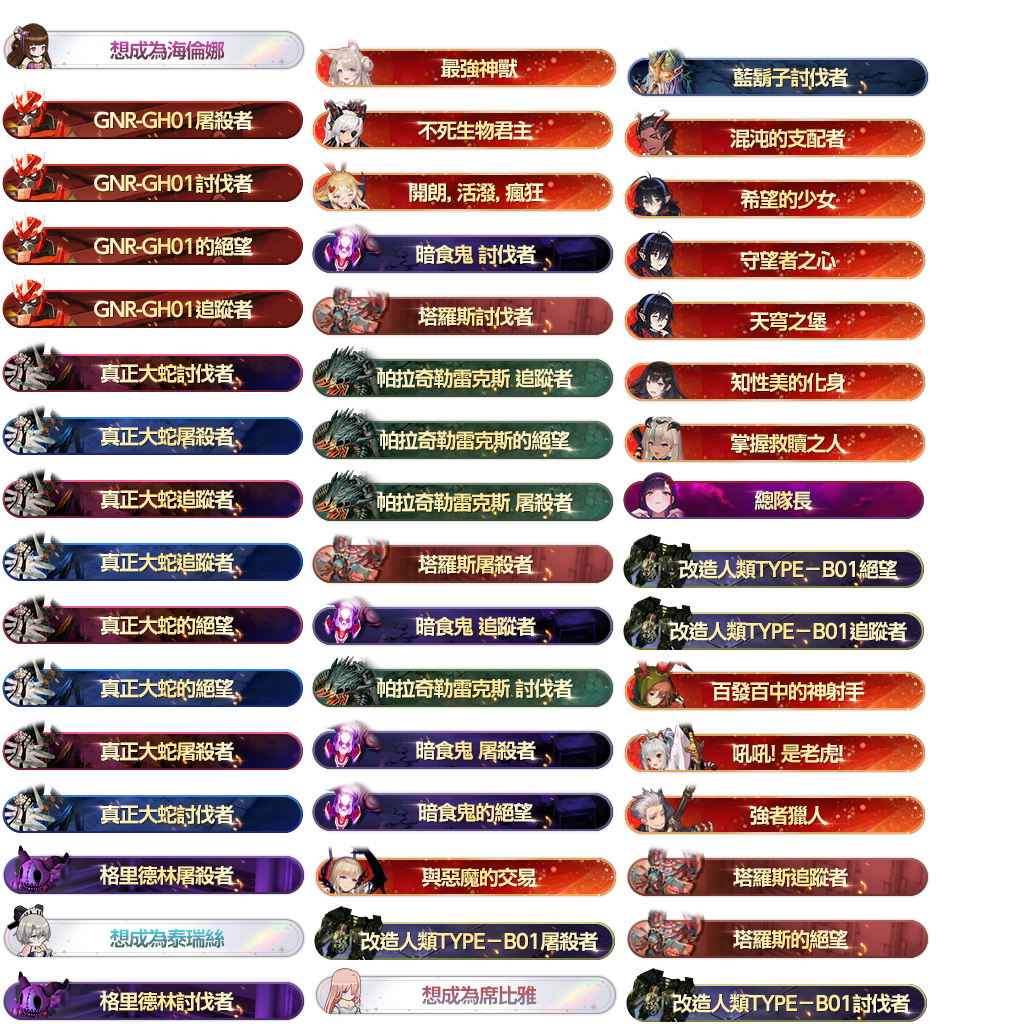 想成為海倫娜
GNR-GH01屠殺者
GNR-GH01討伐者
GNR-GH01的絕望
GNR-GH01追蹤者
真正大蛇討伐者
真正大蛇屠殺者
真正大蛇追蹤者
真正大蛇追蹤者
真正大蛇的絕望
真正大蛇的絕望
真正大蛇屠殺者
真正大蛇討伐者
格里德林屠殺者
想成為泰瑞絲
格里德林討伐者
最強神獸
不死生物君主
開朗, 活潑, 瘋狂
暗食鬼 討伐者
塔羅斯討伐者
帕拉奇勒雷克斯 追蹤者
帕拉奇勒雷克斯的絕望
帕拉奇勒雷克斯 屠殺者
塔羅斯屠殺者
暗食鬼 追蹤者
帕拉奇勒雷克斯 討伐者
暗食鬼 屠殺者
暗食鬼的絕望
與惡魔的交易
改造人類TYPE－B01屠殺者
想成為席比雅
藍鬍子討伐者
混沌的支配者
希望的少女
守望者之心
天穹之堡
知性美的化身
掌握救贖之人
總隊長
改造人類TYPE－B01絕望
改造人類TYPE－B01追蹤者
百發百中的神射手
吼吼! 是老虎!
強者獵人
塔羅斯追蹤者
塔羅斯的絕望
改造人類TYPE－B01討伐者